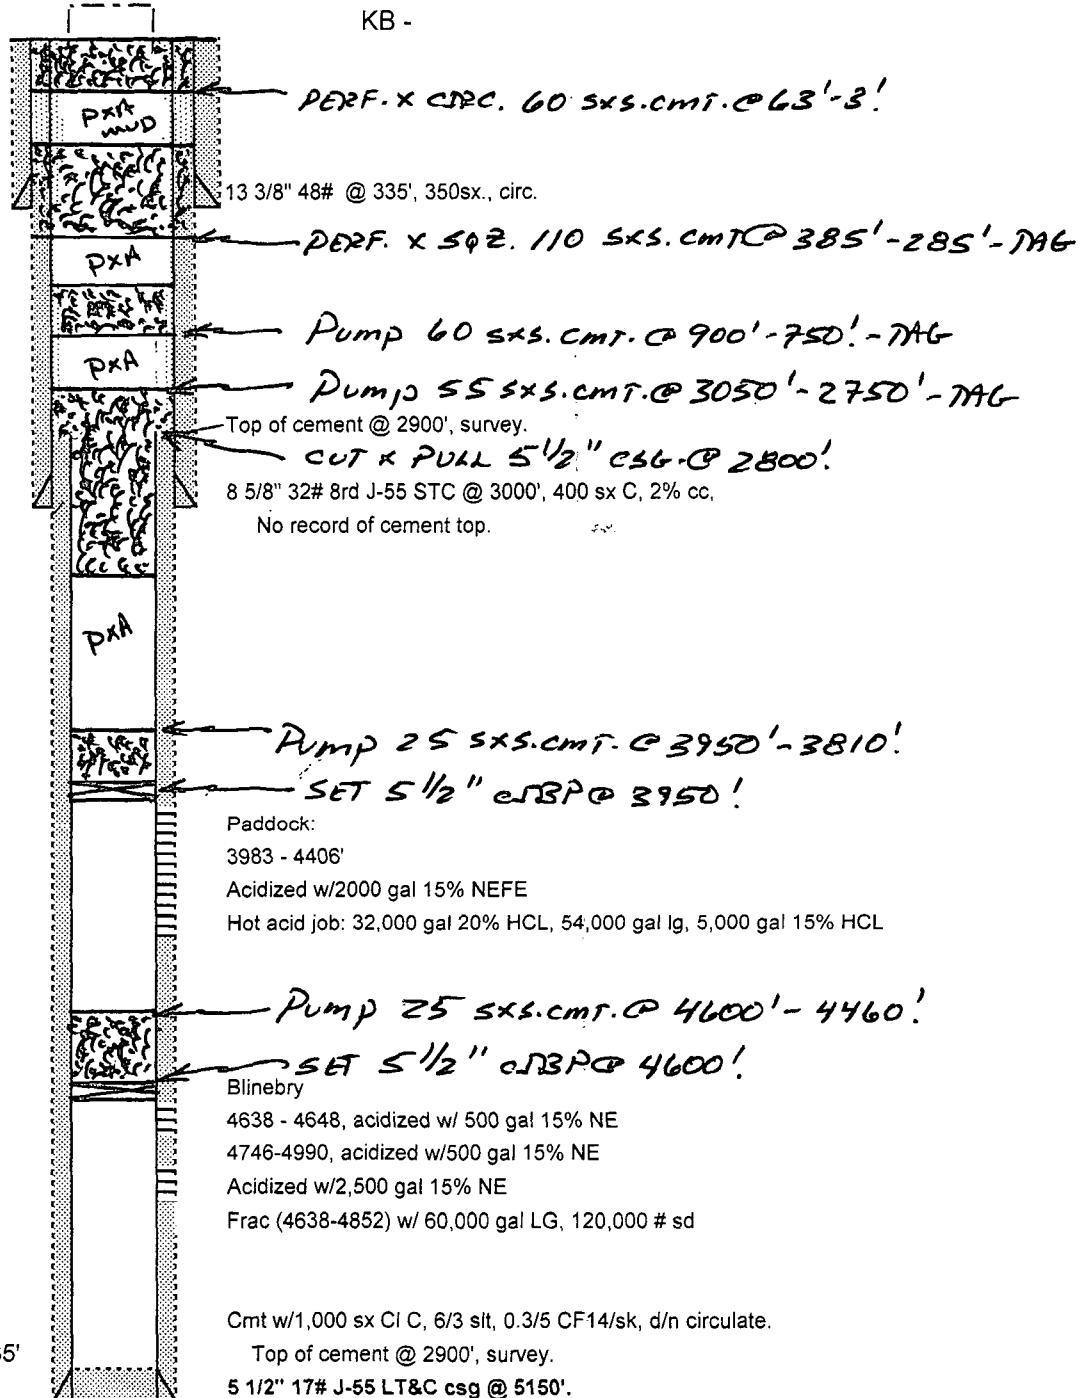 KB -
PERF. X CIRC. 60 SXS.CMT.@ 63'-3'.
P x A
MUD
13 3/8" 48#  @ 335', 350sx., circ.
PERF. X SQZ. 110 SXS. CMT@ 385'-285'-TAG
P x A
Pump 60 SXS. CMT. @ 900'-750'.-TAG
P x A
Pump 55 SXS.CMT.@ 3050'-2750'-TAG
Top of cement @ 2900', survey.
CUT X PULL 5 1/2" CSG.@ 2800'.
8 5/8" 32# 8rd J-55 STC @ 3000', 400 sx C, 2% cc,
No record of cement top.
P x A
Pump 25 SXS.CMT. @ 3950'-3810'.
SET 5 1/2" CIBP@ 3950'.
Paddock:
3983 - 4406'
Acidized w/2000 gal 15% NEFE
Hot acid job: 32,000 gal 20% HCL, 54,000 gal lg, 5,000 gal 15% HCL
Pump 25 SXS.CMT.@ 4600'-4460'.
SET 5 1/2" CIBP@ 4600'.
Blinebry
4638 - 4648, acidized w/ 500 gal 15% NE
4746-4990, acidized w/500 gal 15% NE
Acidized w/2,500 gal 15% NE
Frac (4638-4852) w/ 60,000 gal LG, 120,000 # sd
Cmt w/1,000 sx Cl C, 6/3 slt, 0.3/5 CF14/sk, d/n circulate.
5'
Top of cement @ 2900', survey.
5 1/2" 17# J-55 LT&C csg @ 5150'.